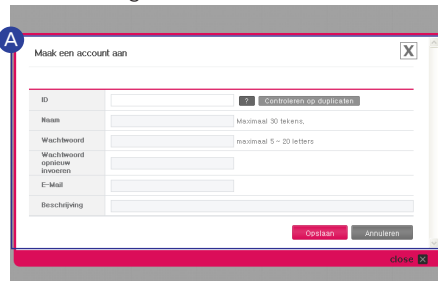 A
Maak een account aan
X
ID
? Controleren op duplicaten
Naam
Maximaal 30 tekens,
Wachtwoord
maximaal 5 ~ 20 letters
Wachtwoord
opnieuw
invoeren
E-Mail
Beschrijving
Opslaan Annuleren
close X